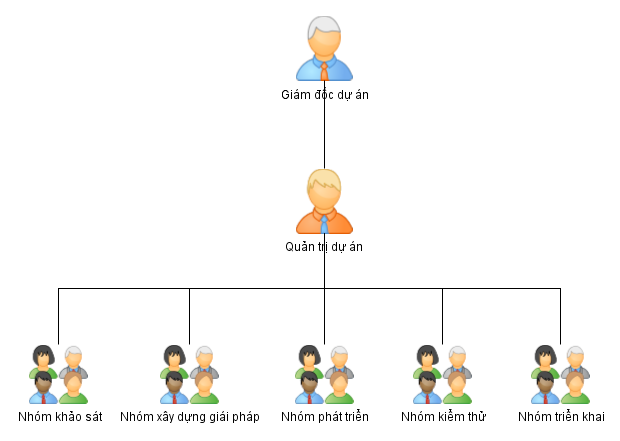 Giám đốc dự án
Quản trị dự án
Nhóm khảo sát
Nhóm xây dựng giải pháp
Nhóm phát triển
Nhóm kiểm thử
Nhóm triển khai